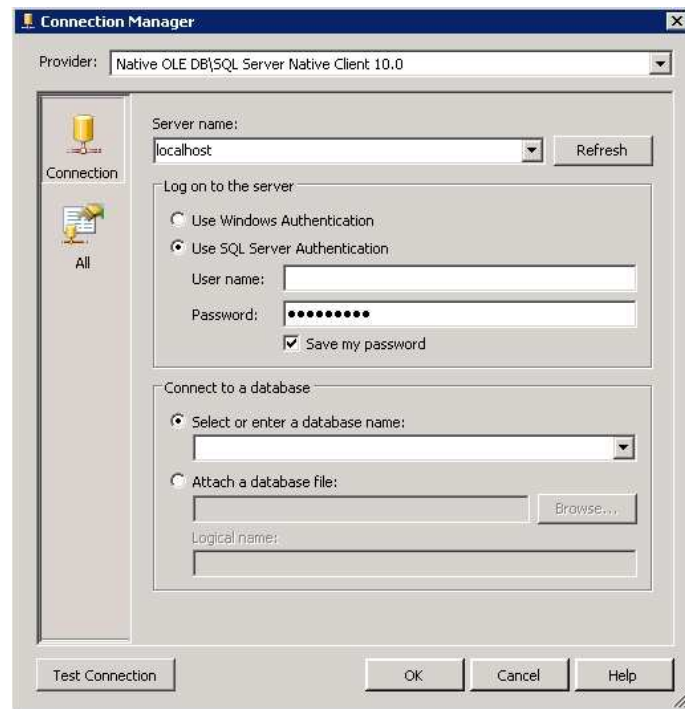 Connection Manager
Provider: Native OLE DB\SQL Server Native Client 10.0
Connection
All
Server name:
localhost
Refresh
Log on to the server
Use Windows Authentication
Use SQL Server Authentication
User name:
Password: •••••••••
Save my password
Connect to a database
Select or enter a database name:
Attach a database file:
Browse...
Logical name:
Test Connection OK Cancel Help